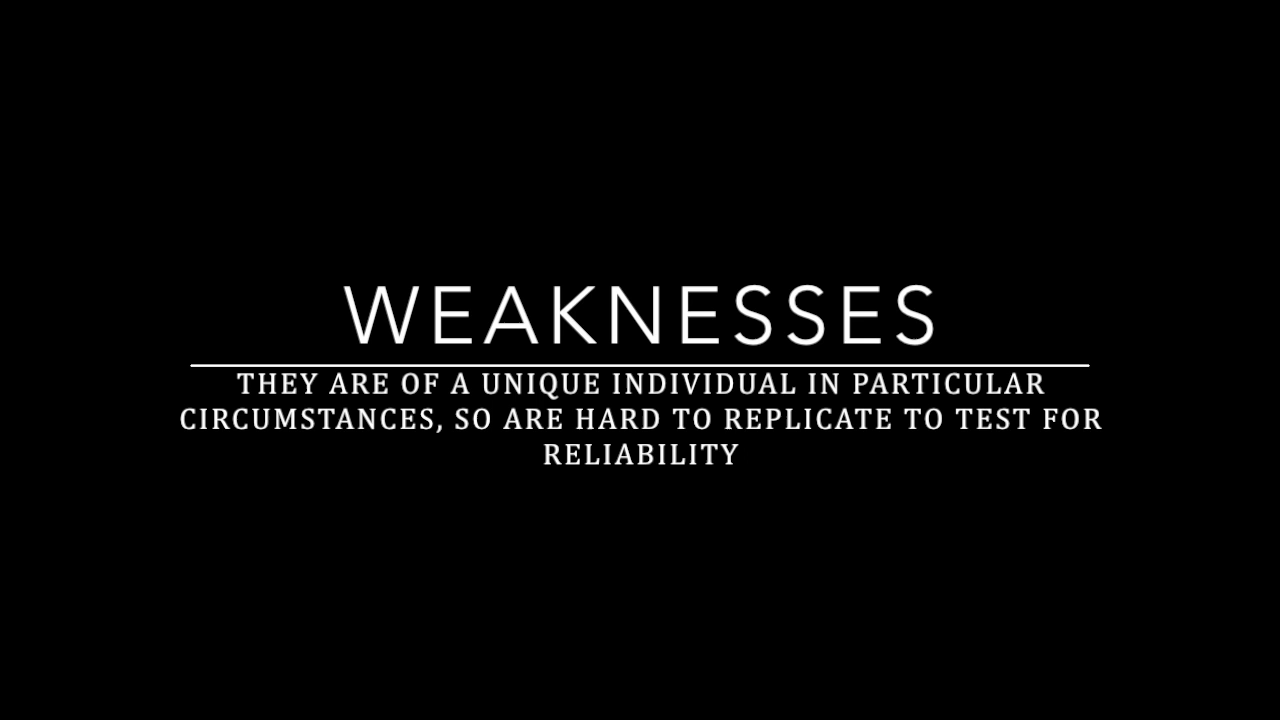 WEAKNESSES
THEY ARE OF A UNIQUE INDIVIDUAL IN PARTICULAR
CIRCUMSTANCES, SO ARE HARD TO REPLICATE TO TEST FOR
RELIABILITY